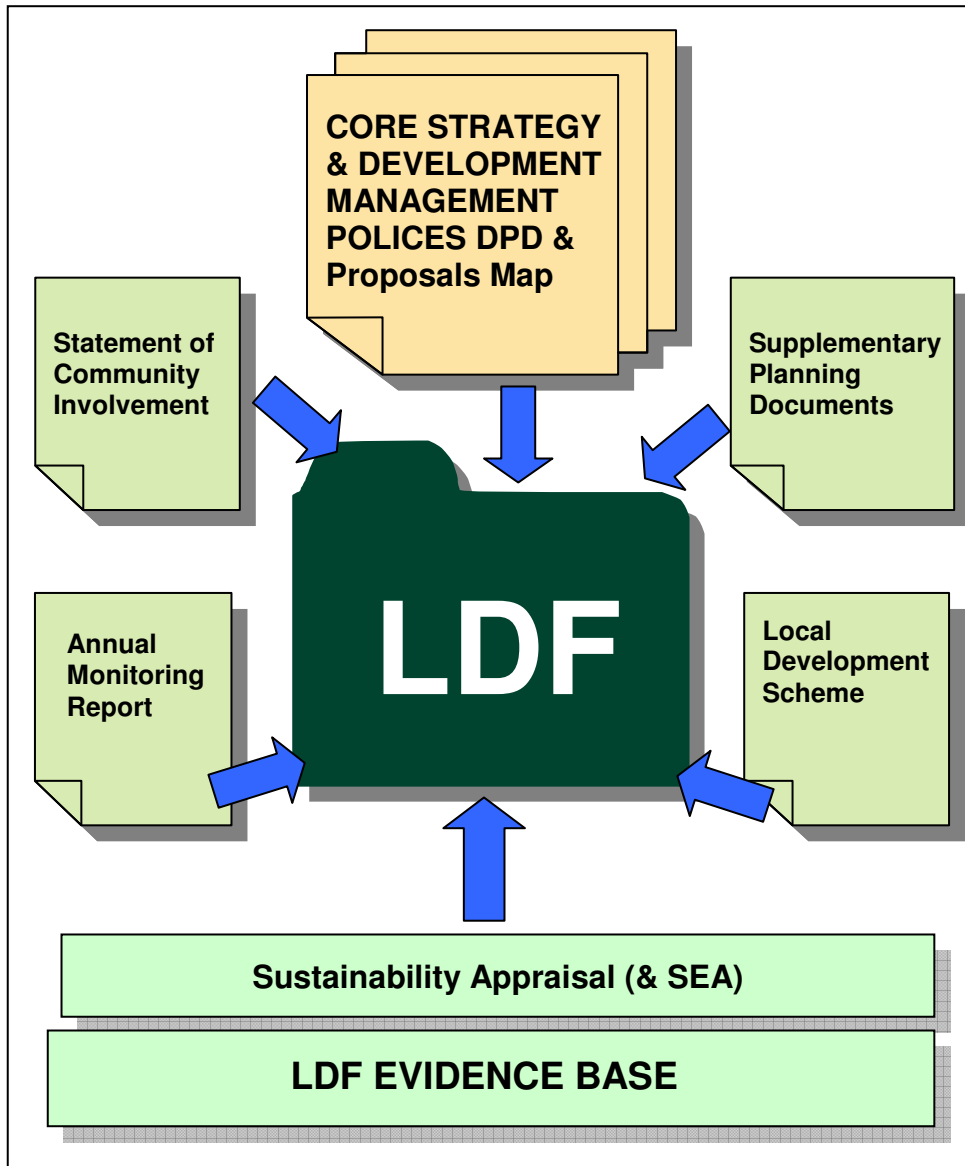 CORE STRATEGY
& DEVELOPMENT
MANAGEMENT
POLICES DPD &
Proposals Map
Statement of
Community
Involvement
Supplementary
Planning
Documents
LDF
Annual
Monitoring
Report
Local
Development
Scheme
Sustainability Appraisal (& SEA)
LDF EVIDENCE BASE